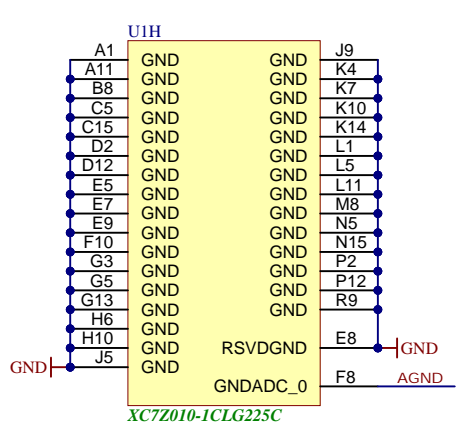 U1H
A1 GND GND J9
A11 GND GND K4
B8 GND GND K7
C5 GND GND K10
C15 GND GND K14
D2 GND GND L1
D12 GND GND L5
E5 GND GND L11
E7 GND GND M8
E9 GND GND N5
F10 GND GND N15
G3 GND GND P2
G5 GND GND P12
G13 GND GND R9
H6 GND
H10 GND RSVDGND E8 GND
GND J5 GND
GNDADC_0 F8 AGND
XC7Z010-1CLG225C